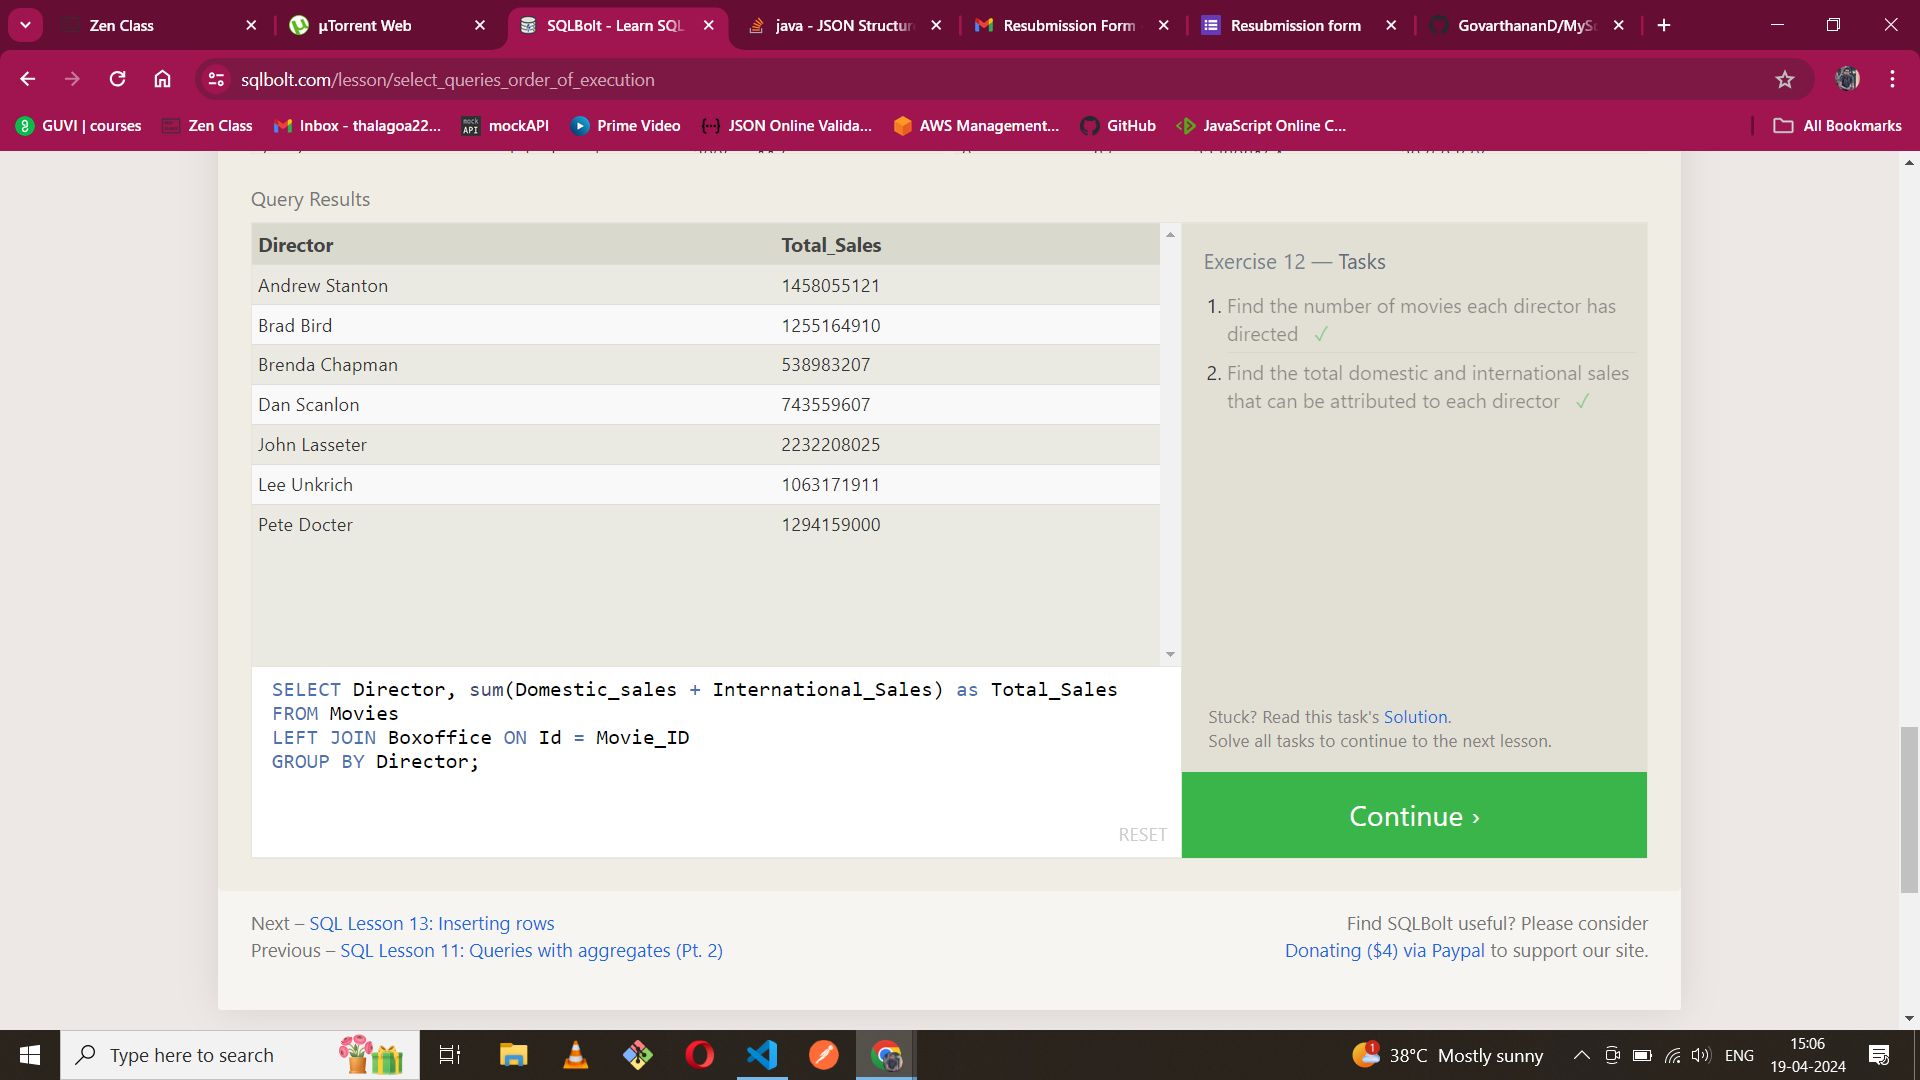 Zen Class
µTorrent Web
SQLBolt - Learn SQL
java - JSON Structur
Resubmission Form
Resubmission form
GovarthananD/MySc
sqlbolt.com/lesson/select_queries_order_of_execution
GUVI | courses
Zen Class
Inbox - thalagoa22...
mock API
mockAPI
Prime Video
JSON Online Valida...
AWS Management...
GitHub
JavaScript Online C...
All Bookmarks
Query Results
Director Total_Sales
Andrew Stanton 1458055121
Brad Bird 1255164910
Brenda Chapman 538983207
Dan Scanlon 743559607
John Lasseter 2232208025
Lee Unkrich 1063171911
Pete Docter 1294159000
SELECT Director, sum(Domestic_sales + International_Sales) as Total_Sales
FROM Movies
LEFT JOIN Boxoffice ON Id = Movie_ID
GROUP BY Director;
RESET
Exercise 12 — Tasks
1. Find the number of movies each director has
directed ✓
2. Find the total domestic and international sales
that can be attributed to each director ✓
Stuck? Read this task's Solution.
Solve all tasks to continue to the next lesson.
Continue ›
Next – SQL Lesson 13: Inserting rows
Previous – SQL Lesson 11: Queries with aggregates (Pt. 2)
Find SQLBolt useful? Please consider
Donating ($4) via Paypal to support our site.
Type here to search
1
38°C Mostly sunny
ENG
15:06
19-04-2024